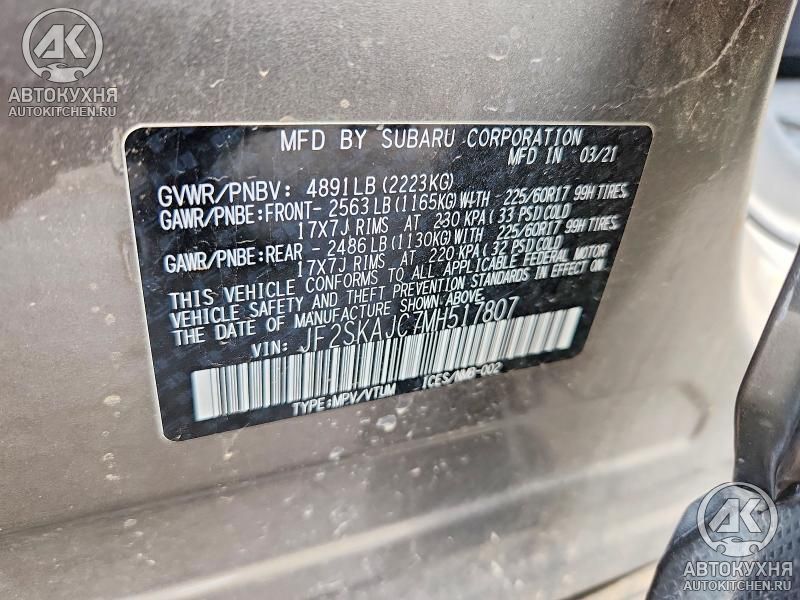 АК
АВТОКУХНЯ
AUTOKITCHEN.RU
MFD BY SUBARU CORPORATION
MFD IN 03/21
GVWR/PNBV: 4891LB(2223KG)
GAWR/PNBE:FRONT- 2563LB(1165KG)WITH 225/60R17 99H TIRES,
17X7J RIMS AT 230 KPA(33 PSI)COLD
GAWR/PNBE:REAR - 2486LB(1130KG)WITH 225/60R17 99H TIRES,
17X7J RIMS AT 220 KPA(32 PSI)COLD
THIS VEHICLE CONFORMS TO ALL APPLICABLE FEDERAL MOTOR
VEHICLE SAFETY AND THEFT PREVENTION STANDARDS IN EFFECT ON
THE DATE OF MANUFACTURE SHOWN ABOVE.
VIN: JF2SKAJC7MH517807
TYPE:MPV/VTUM ICES/NMB-002
АК
АВТОКУХНЯ
AUTOKITCHEN.RU